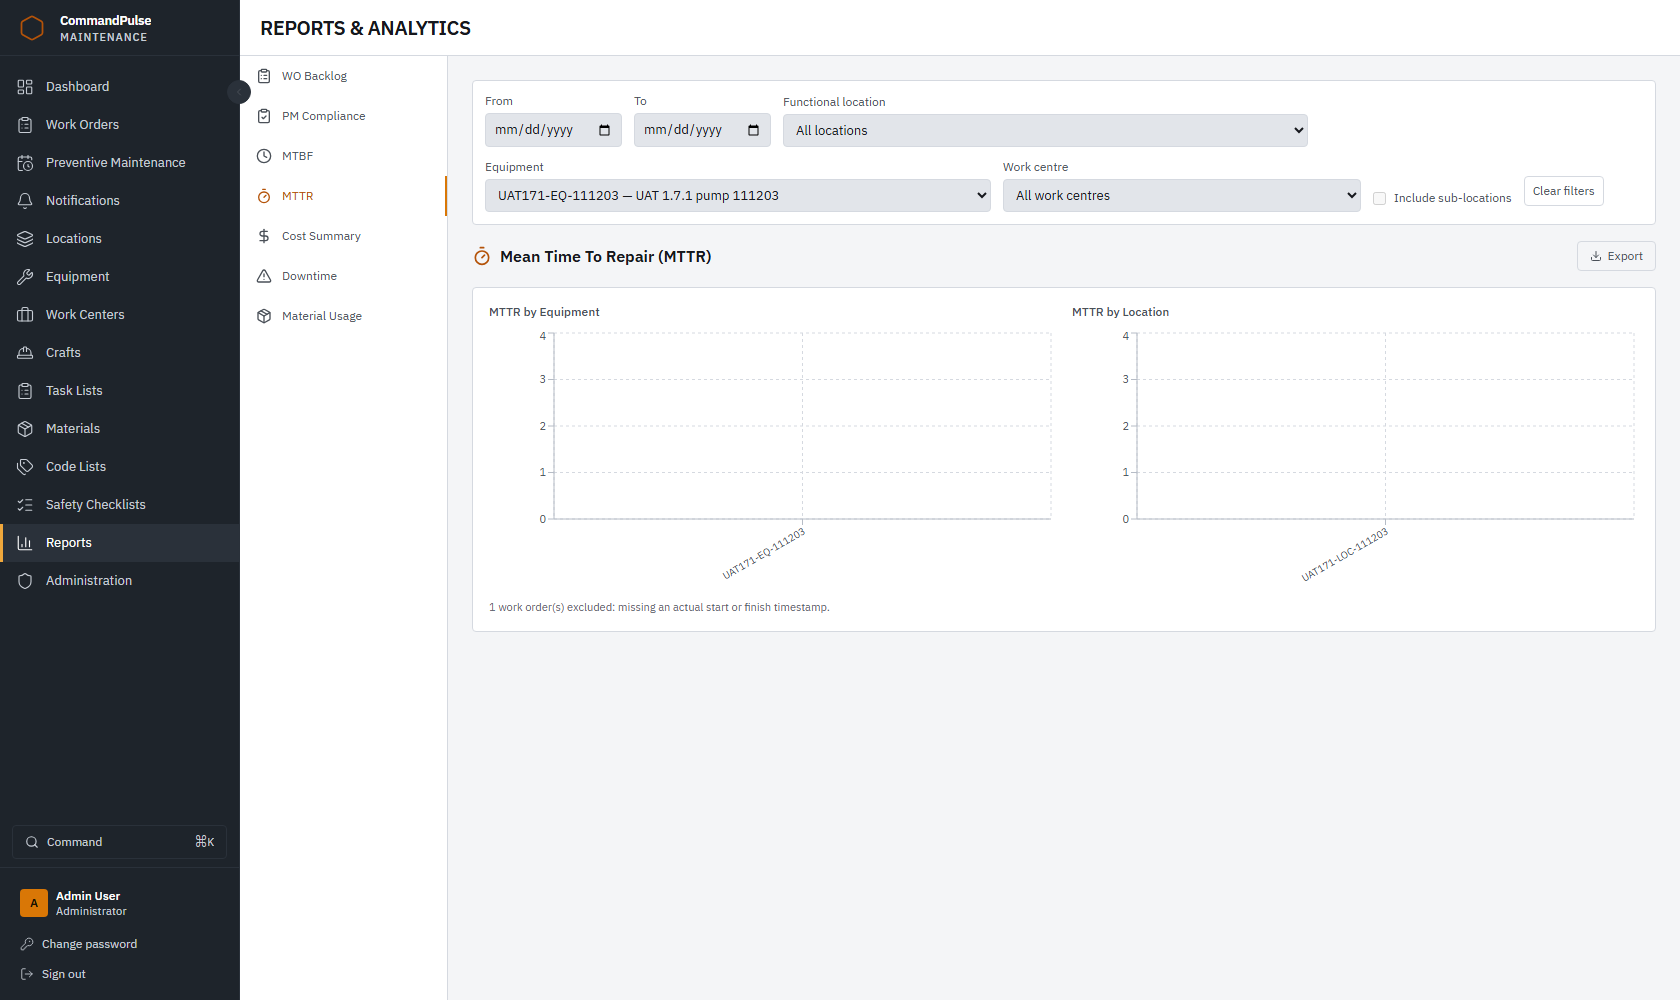 CommandPulse
MAINTENANCE
REPORTS & ANALYTICS
Dashboard
Work Orders
Preventive Maintenance
Notifications
Locations
Equipment
Work Centers
Crafts
Task Lists
Materials
Code Lists
Safety Checklists
Reports
Administration
Command
⌘K
A
Admin User
Administrator
Change password
Sign out
WO Backlog
PM Compliance
MTBF
MTTR
Cost Summary
Downtime
Material Usage
From
To
Functional location
mm/dd/yyyy
mm/dd/yyyy
All locations
Equipment
Work centre
UAT171-EQ-111203 — UAT 1.7.1 pump 111203
All work centres
Include sub-locations
Clear filters
Mean Time To Repair (MTTR)
Export
MTTR by Equipment
4
3
2
1
0
UAT171-EQ-111203
MTTR by Location
4
3
2
1
0
UAT171-LOC-111203
1 work order(s) excluded: missing an actual start or finish timestamp.